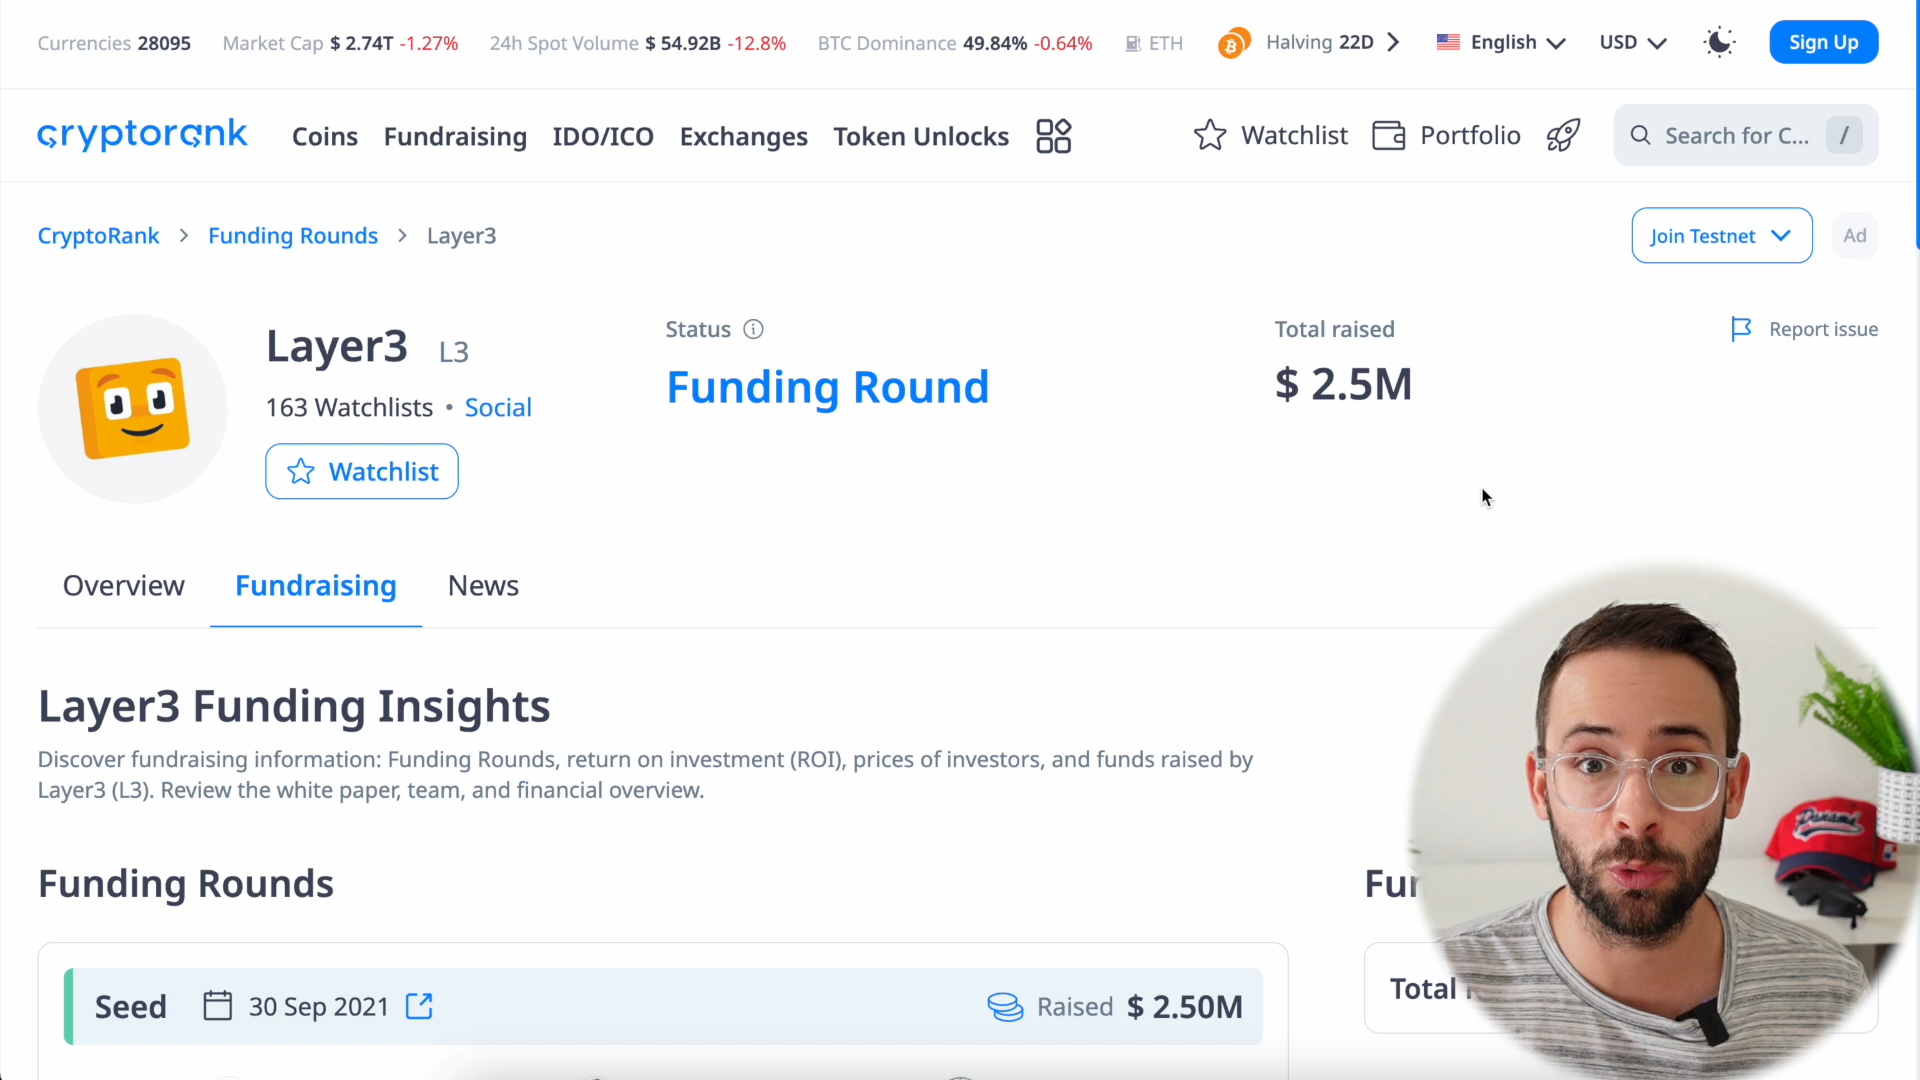 Currencies 28095 Market Cap $ 2.74T -1.27% 24h Spot Volume $ 54.92B -12.8% BTC Dominance 49.84% -0.64% ETH Halving 22D English USD Sign Up
cryptorank Coins Fundraising IDO/ICO Exchanges Token Unlocks Watchlist Portfolio Search for C... /
CryptoRank > Funding Rounds > Layer3 Join Testnet Ad
Layer3 L3
163 Watchlists • Social
Watchlist
Status
Funding Round
Total raised
$ 2.5M
Report issue
Overview Fundraising News
Layer3 Funding Insights
Discover fundraising information: Funding Rounds, return on investment (ROI), prices of investors, and funds raised by
Layer3 (L3). Review the white paper, team, and financial overview.
Funding Rounds
Seed 30 Sep 2021 Raised $ 2.50M
Total
Panamá